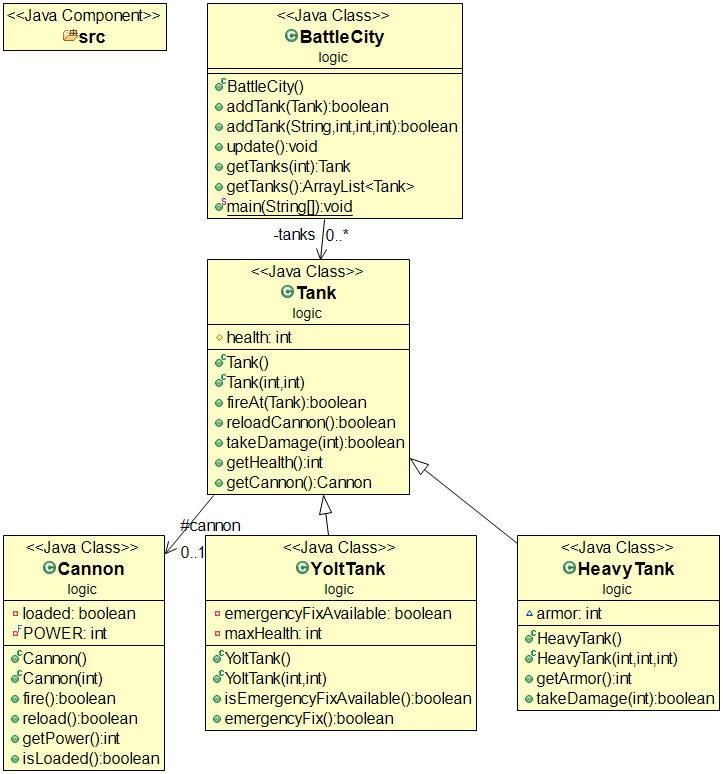 <<Java Component>>
src
<<Java Class>>
BattleCity
logic
BattleCity()
addTank(Tank):boolean
addTank(String,int,int,int):boolean
update():void
getTanks(int):Tank
getTanks():ArrayList<Tank>
main(String[]):void
-tanks 0..*
<<Java Class>>
Tank
logic
health: int
Tank()
Tank(int,int)
fireAt(Tank):boolean
reloadCannon():boolean
takeDamage(int):boolean
getHealth():int
getCannon():Cannon
#cannon
0..1
<<Java Class>>
Cannon
logic
loaded: boolean
POWER: int
Cannon()
Cannon(int)
fire():boolean
reload():boolean
getPower():int
isLoaded():boolean
<<Java Class>>
YoltTank
logic
emergencyFixAvailable: boolean
maxHealth: int
YoltTank()
YoltTank(int,int)
isEmergencyFixAvailable():boolean
emergencyFix():boolean
<<Java Class>>
HeavyTank
logic
armor: int
HeavyTank()
HeavyTank(int,int,int)
getArmor():int
takeDamage(int):boolean